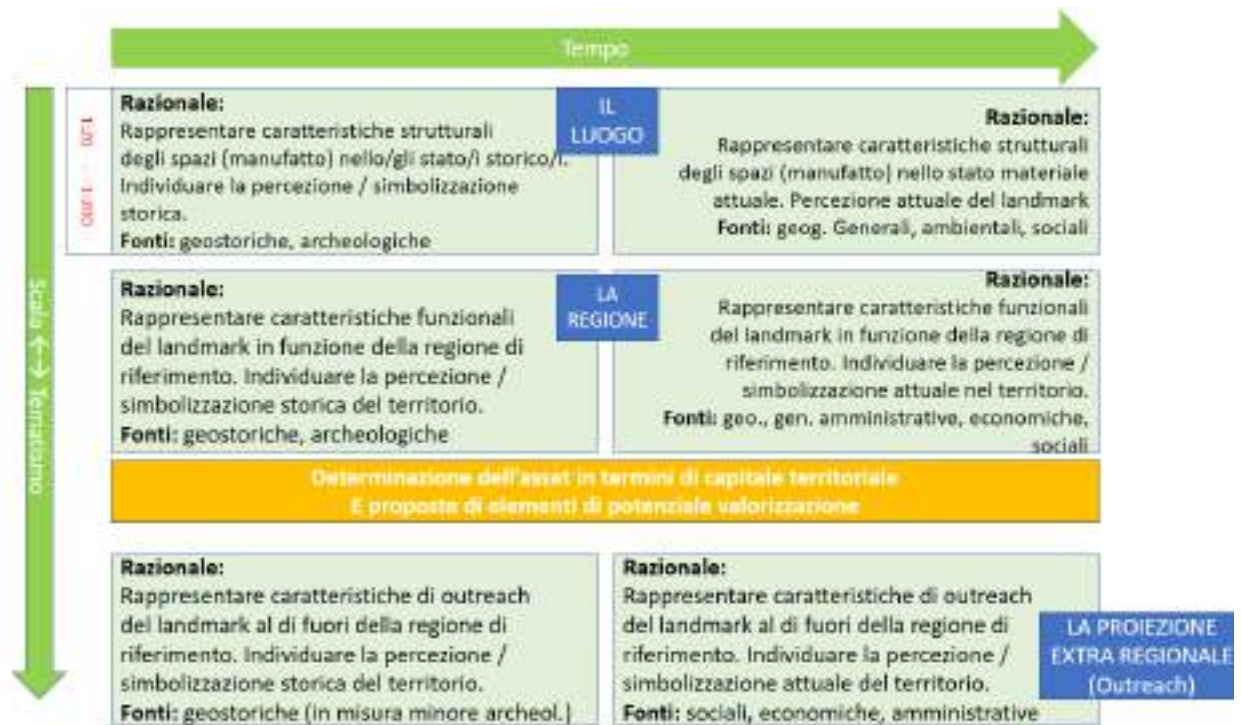 Tempo
Scala <--> Tematismo
1:20 - 1:200
Razionale:
Rappresentare caratteristiche strutturali
degli spazi (manufatto) nello/gli stato/i storico/i.
Individuare la percezione / simbolizzazione
storica.
Fonti: geostoriche, archeologiche
IL
LUOGO
Razionale:
Rappresentare caratteristiche strutturali
degli spazi (manufatto) nello stato materiale
attuale. Percezione attuale del landmark
Fonti: geog. Generali, ambientali, sociali
Razionale:
Rappresentare caratteristiche funzionali
del landmark in funzione della regione di
riferimento. Individuare la percezione /
simbolizzazione storica del territorio.
Fonti: geostoriche, archeologiche
LA
REGIONE
Razionale:
Rappresentare caratteristiche funzionali
del landmark in funzione della regione di
riferimento. Individuare la percezione /
simbolizzazione attuale nel territorio.
Fonti: geo., gen. amministrative, economiche,
sociali
Determinazione dell'asset in termini di capitale territoriale
E proposte di elementi di potenziale valorizzazione
Razionale:
Rappresentare caratteristiche di outreach
del landmark al di fuori della regione di
riferimento. Individuare la percezione /
simbolizzazione storica del territorio.
Fonti: geostoriche (in misura minore archeol.)
Razionale:
Rappresentare caratteristiche di outreach
del landmark al di fuori della regione di
riferimento. Individuare la percezione /
simbolizzazione attuale del territorio.
Fonti: sociali, economiche, amministrative
LA PROIEZIONE
EXTRA REGIONALE
(Outreach)